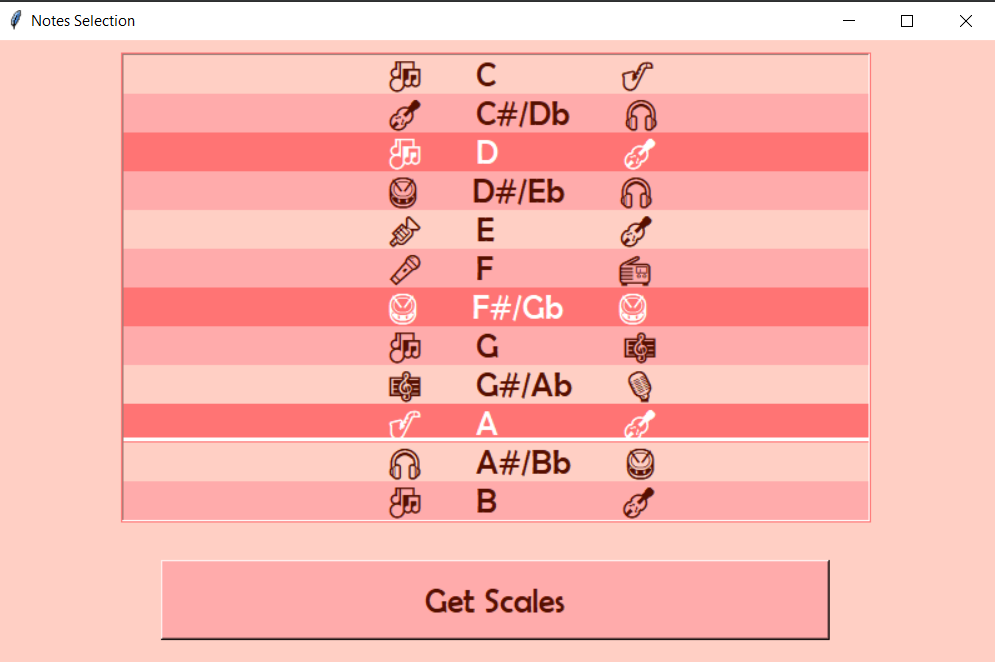 Notes Selection
C
C#/Db
D
D#/Eb
E
F
F#/Gb
G
G#/Ab
A
A#/Bb
B
Get Scales